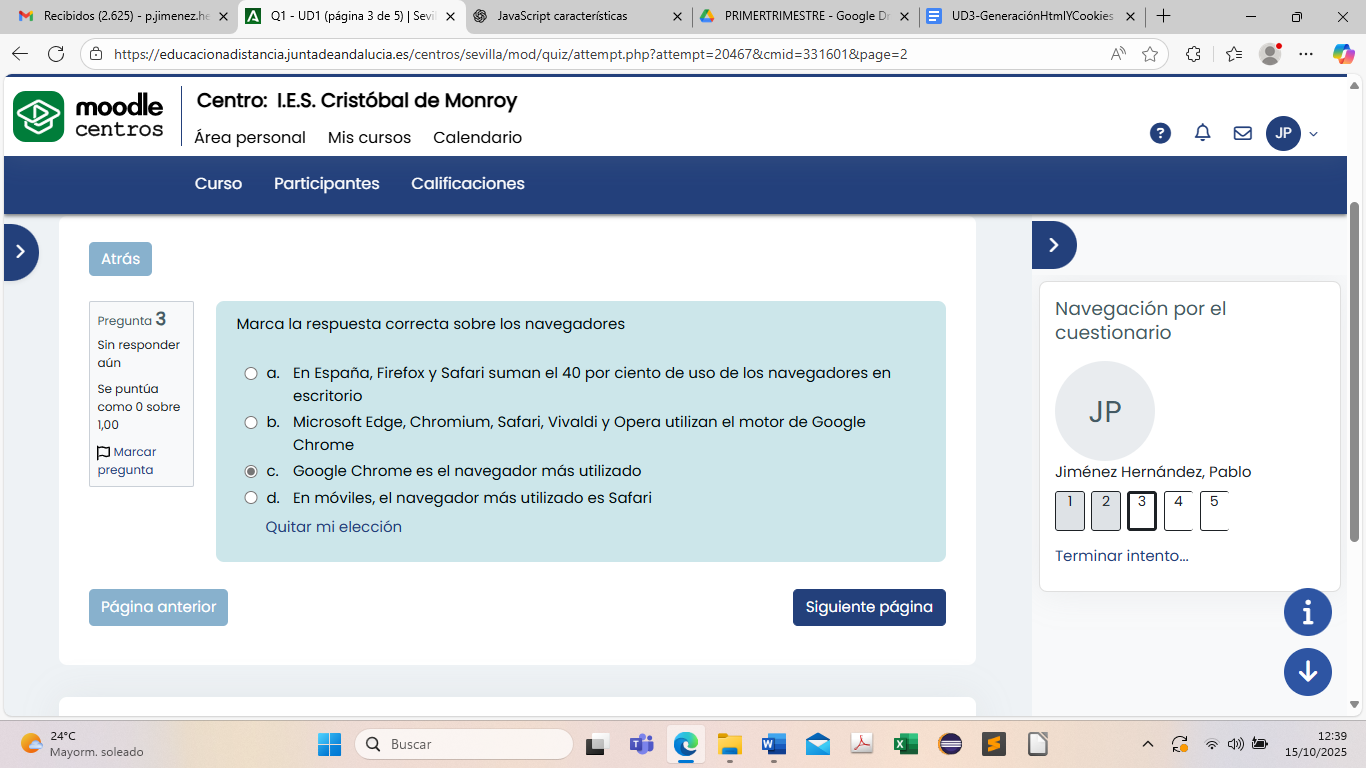 Recibidos (2.625) - p.jimenez.he
Q1 - UD1 (página 3 de 5) | Sevil
JavaScript características
PRIMERTRIMESTRE - Google Dr
UD3-GeneraciónHtmlYCookies
https://educacionadistancia.juntadeandalucia.es/centros/sevilla/mod/quiz/attempt.php?attempt=20467&cmid=331601&page=2
moodle
centros
Centro: I.E.S. Cristóbal de Monroy
Área personal Mis cursos Calendario
JP
Curso Participantes Calificaciones
Atrás
Pregunta 3
Sin responder
aún
Se puntúa
como 0 sobre
1,00
Marcar
pregunta
Marca la respuesta correcta sobre los navegadores
a. En España, Firefox y Safari suman el 40 por ciento de uso de los navegadores en
escritorio
b. Microsoft Edge, Chromium, Safari, Vivaldi y Opera utilizan el motor de Google
Chrome
c. Google Chrome es el navegador más utilizado
d. En móviles, el navegador más utilizado es Safari
Quitar mi elección
Página anterior
Siguiente página
Navegación por el
cuestionario
JP
Jiménez Hernández, Pablo
1 2 3 4 5
Terminar intento...
24°C
Mayorm. soleado
Buscar
12:39
15/10/2025